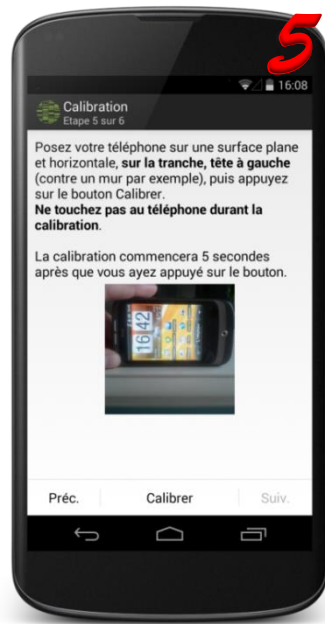 5
16:08
Calibration
Etape 5 sur 6
Posez votre téléphone sur une surface plane
et horizontale, sur la tranche, tête à gauche
(contre un mur par exemple), puis appuyez
sur le bouton Calibrer.
Ne touchez pas au téléphone durant la
calibration.
La calibration commencera 5 secondes
après que vous ayez appuyé sur le bouton.
16:42
Préc.
Calibrer
Suiv.